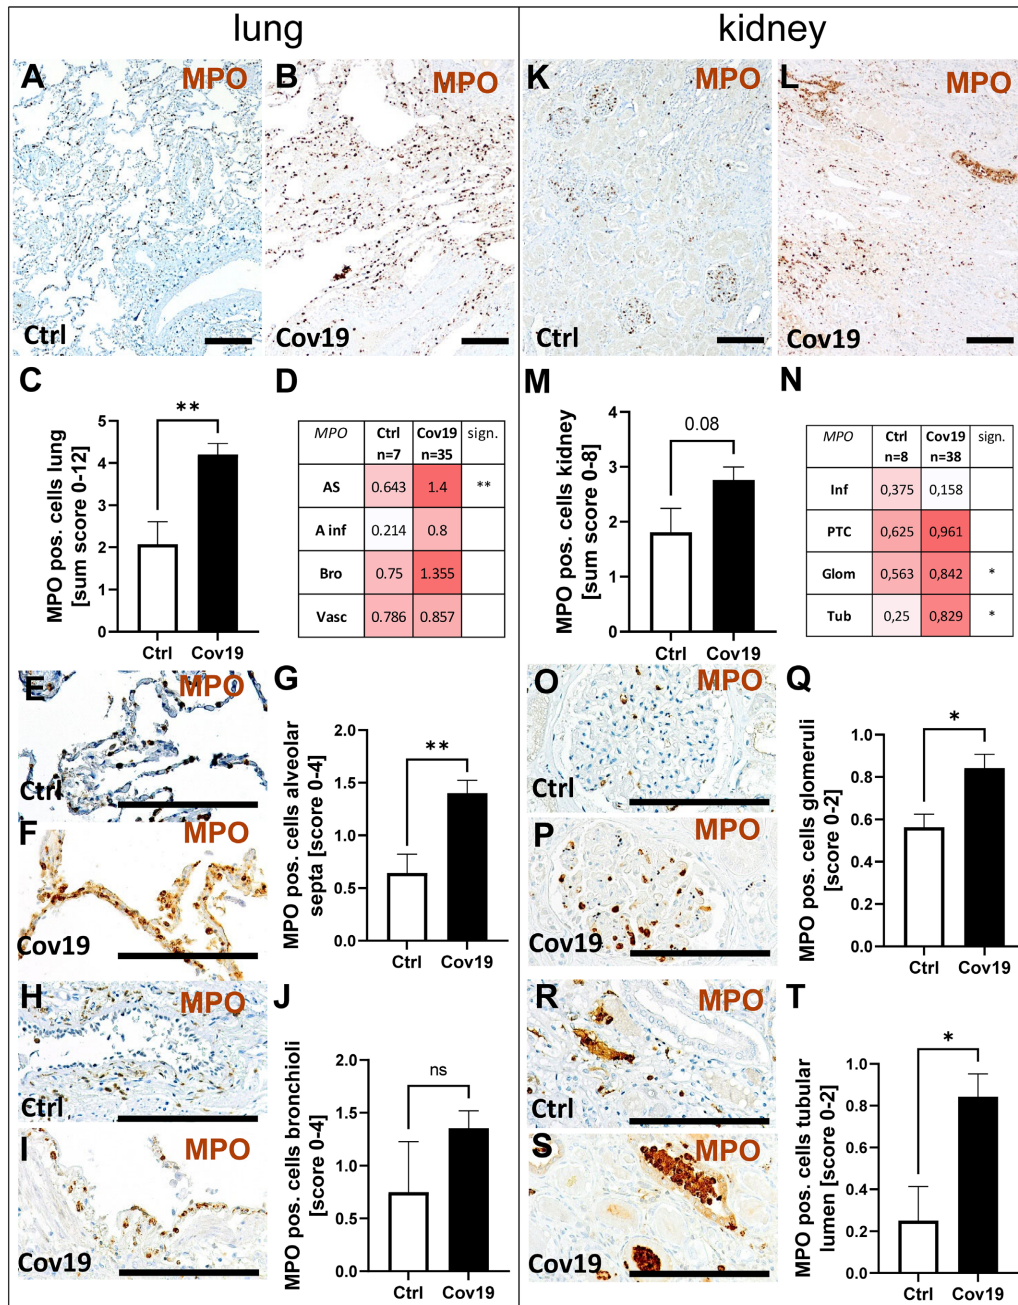 lung
kidney
A MPO
Ctrl
B MPO
Cov19
K MPO
Ctrl
L MPO
Cov19
C
MPO pos. cells lung
[sum score 0-12]
5
4
3
2
1
0
**
Ctrl Cov19
D
MPO Ctrl n=7 Cov19 n=35 sign.
AS 0.643 1.4 **
A inf 0.214 0.8
Bro 0.75 1.355
Vasc 0.786 0.857
M
MPO pos. cells kidney
[sum score 0-8]
4
3
2
1
0
0.08
Ctrl Cov19
N
MPO Ctrl n=8 Cov19 n=38 sign.
Inf 0,375 0,158
PTC 0,625 0,961
Glom 0,563 0,842 *
Tub 0,25 0,829 *
E MPO
Ctrl
F MPO
Cov19
G
MPO pos. cells alveolar
septa [score 0-4]
2.0
1.5
1.0
0.5
0.0
**
Ctrl Cov19
H MPO
Ctrl
I MPO
Cov19
J
MPO pos. cells bronchioli
[score 0-4]
2.0
1.5
1.0
0.5
0.0
ns
Ctrl Cov19
O MPO
Ctrl
P MPO
Cov19
Q
MPO pos. cells glomeruli
[score 0-2]
1.0
0.8
0.6
0.4
0.2
0.0
*
Ctrl Cov19
R MPO
Ctrl
S MPO
Cov19
T
MPO pos. cells tubular
lumen [score 0-2]
1.0
0.8
0.6
0.4
0.2
0.0
*
Ctrl Cov19